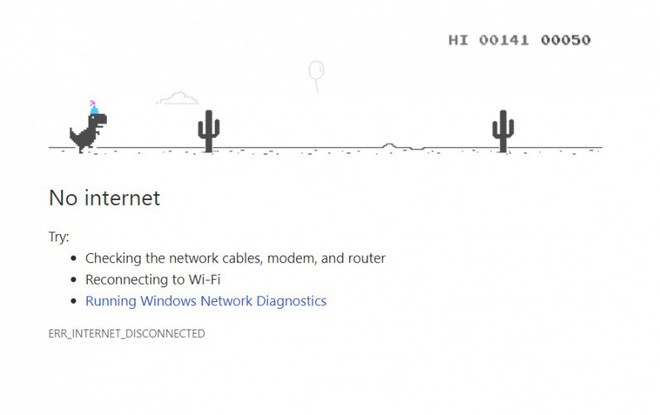 HI 00141 00050
No internet
Try:
Checking the network cables, modem, and router
Reconnecting to Wi-Fi
Running Windows Network Diagnostics
ERR_INTERNET_DISCONNECTED